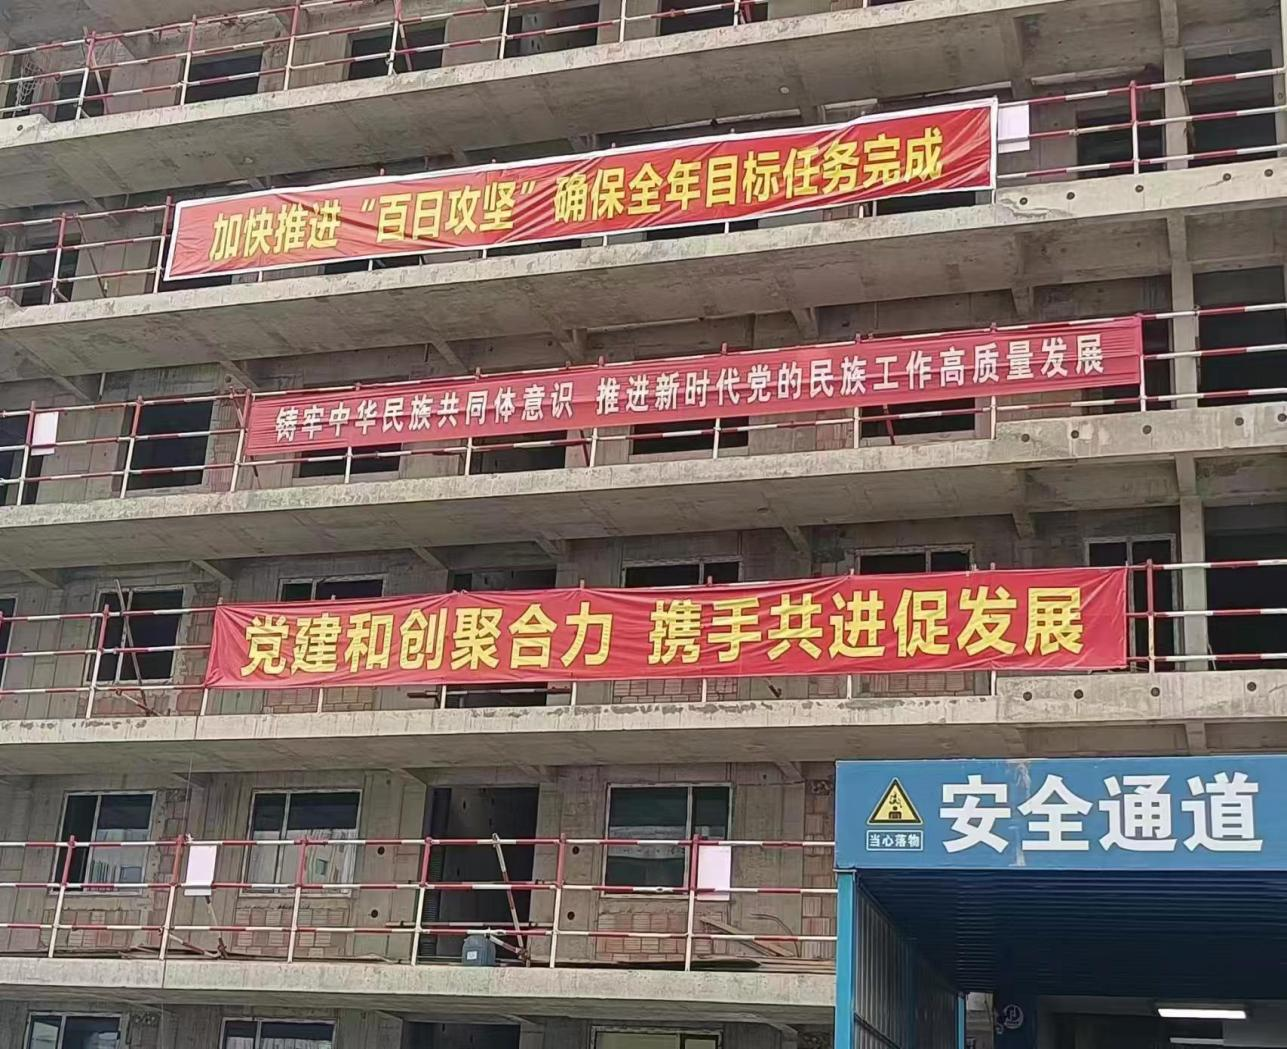 加快推进“百日攻坚”确保全年目标任务完成
铸牢中华民族共同体意识 推进新时代党的民族工作高质量发展
党建和创聚合力 携手共进促发展
安全通道
当心落物